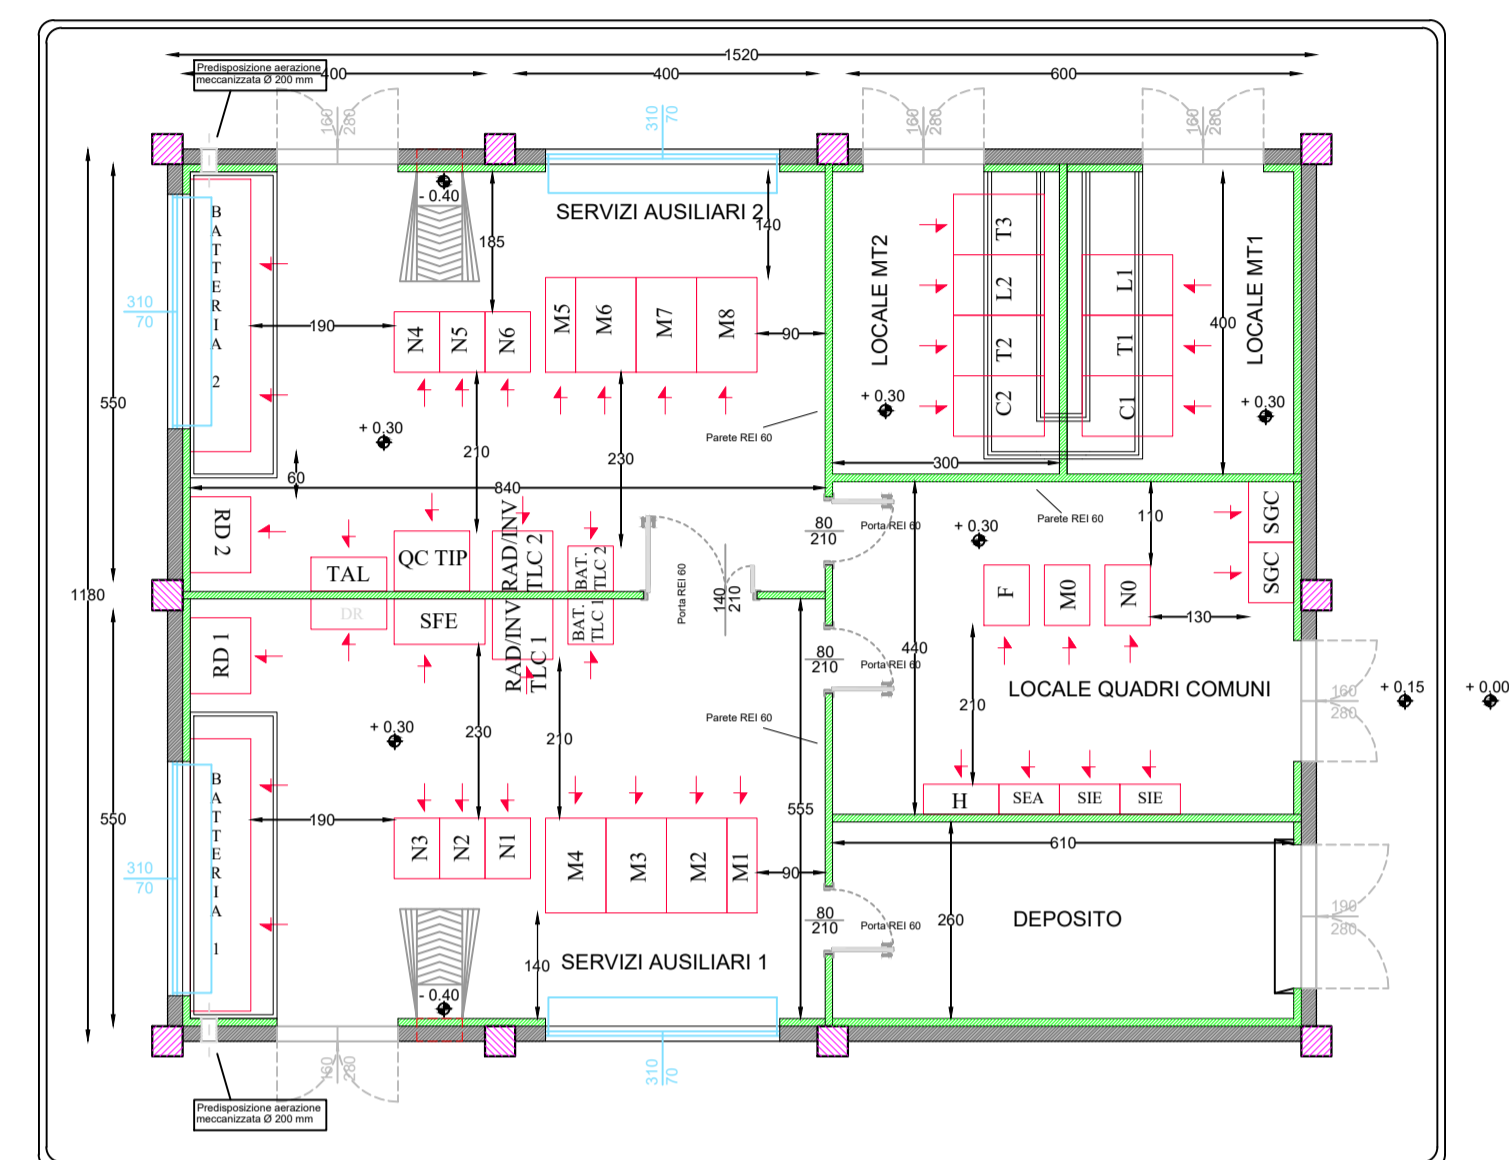 1520
Predisposizione aerazione
meccanizzata Ø 200 mm
400
400
600
160
280
310
70
160
280
160
280
- 0.40
SERVIZI AUSILIARI 2
140
185
BATTERIA 2
310
70
190
N4
N5
N6
M5
M6
M7
M8
90
LOCALE MT2
T3
L2
T2
C2
L1
T1
C1
LOCALE MT1
400
+ 0.30
+ 0.30
550
+ 0.30
210
230
Parete REI 60
300
60
840
RD 2
TAL
QC TIP
RAD/INV
TLC 2
BAT.
TLC 2
80
210
Porta REI 60
+ 0.30
Parete REI 60
110
SGC
SGC
1180
DR
SFE
RAD/INV
TLC 1
BAT.
TLC 1
Porta REI 60
140
210
F
M0
N0
130
RD 1
80
210
Porta REI 60
440
LOCALE QUADRI COMUNI
210
160
280
+ 0.15
+ 0.00
+ 0.30
230
210
Parete REI 60
BATTERIA 1
310
70
550
190
N3
N2
N1
M4
M3
M2
M1
90
555
H
SEA
SIE
SIE
610
80
210
Porta REI 60
260
DEPOSITO
190
280
140
SERVIZI AUSILIARI 1
- 0.40
160
280
310
70
Predisposizione aerazione
meccanizzata Ø 200 mm